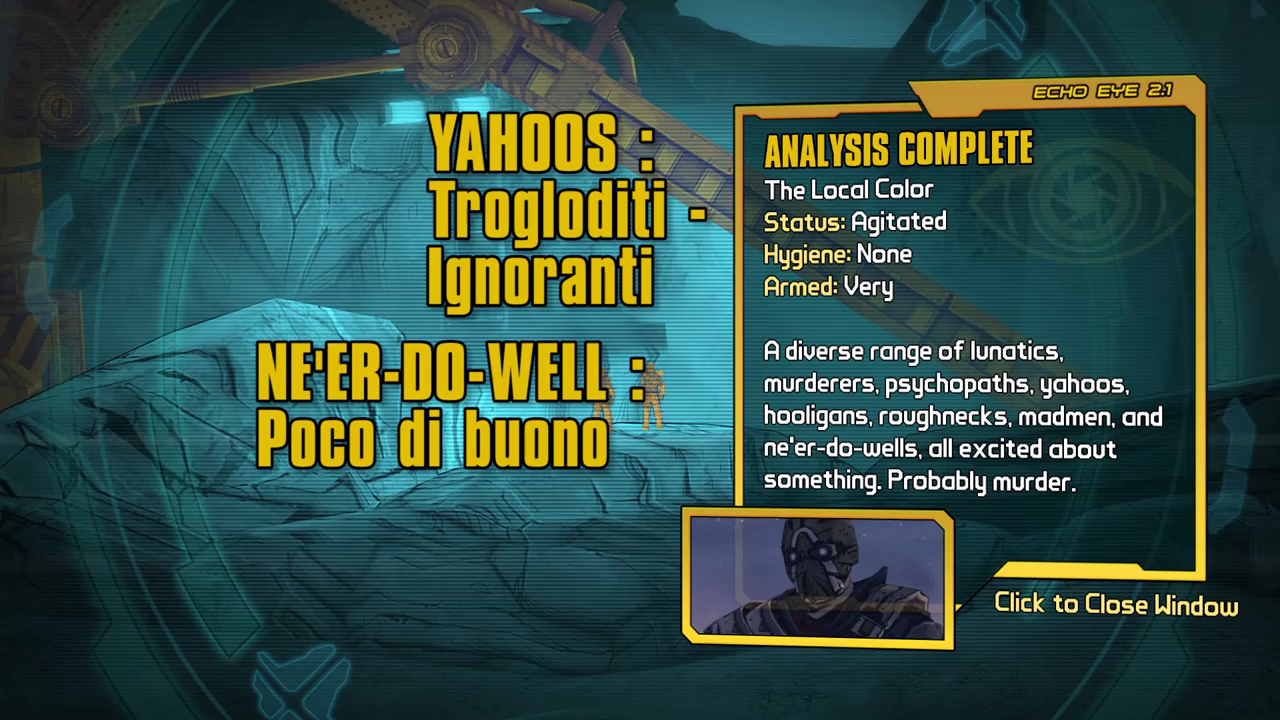 YAHOOS :
Trogloditi -
Ignoranti
NE'ER-DO-WELL :
Poco di buono
ECHO EYE 2.1
ANALYSIS COMPLETE
The Local Color
Status: Agitated
Hygiene: None
Armed: Very
A diverse range of lunatics,
murderers, psychopaths, yahoos,
hooligans, roughnecks, madmen, and
ne'er-do-wells, all excited about
something. Probably murder.
Click to Close Window